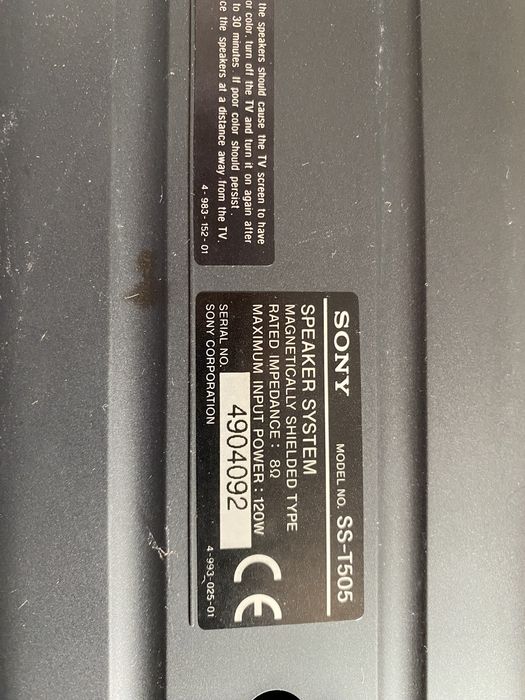 the speakers should cause the TV screen to have
or color. turn off the TV and turn it on again after
to 30 minutes. If poor color should persist.
ce the speakers at a distance away from the TV.
4-983-152-01
SONY MODEL NO. SS-T505
SPEAKER SYSTEM
MAGNETICALLY SHIELDED TYPE
RATED IMPEDANCE : 8Ω
MAXIMUM INPUT POWER : 120W
SERIAL NO. 4904092
SONY CORPORATION 4-993-025-01
CE